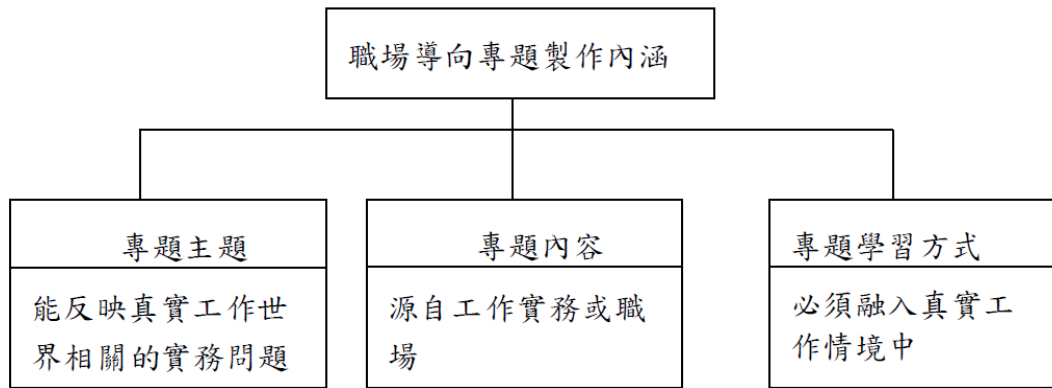 職場導向專題製作內涵
專題主題
能反映真實工作世
界相關的實務問題
專題內容
源自工作實務或職
場
專題學習方式
必須融入真實工
作情境中